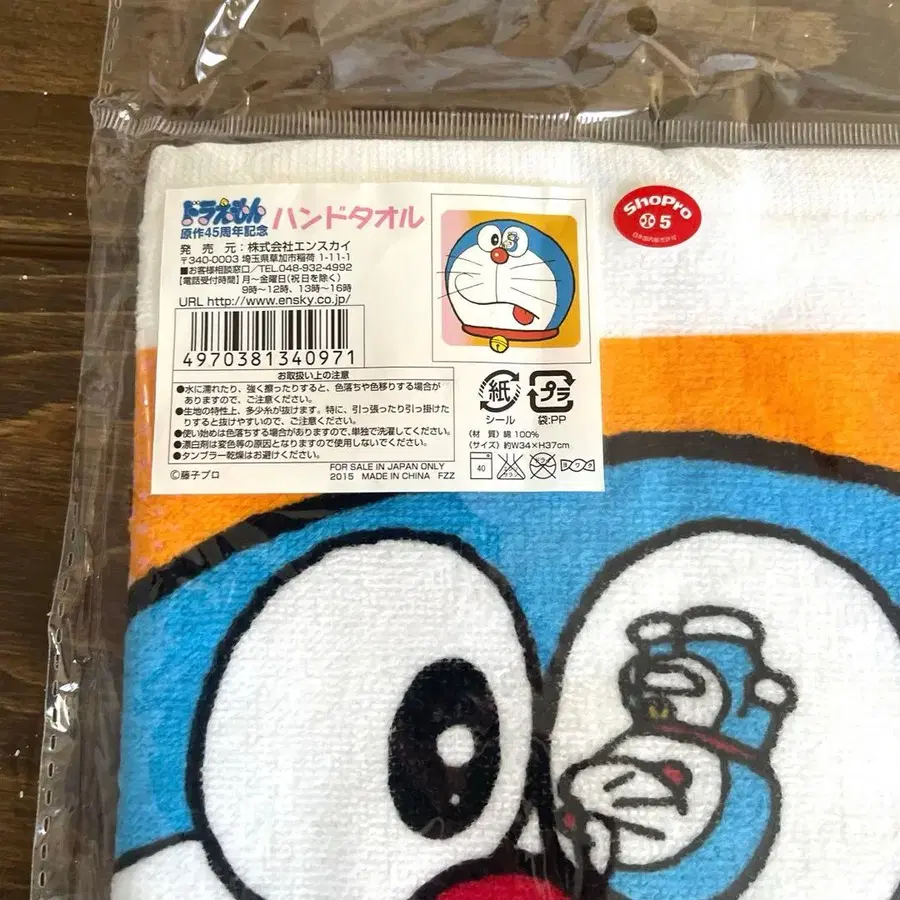 ドラえもん
原作45周年記念
ハンドタオル
発 売 元:株式会社エンスカイ
〒340-0003 埼玉県草加市稲荷 1-11-1
■お客様相談窓口/TEL.048-932-4992
【電話受付時間】月〜金曜日(祝日を除く)
9時〜12時、13時〜16時
URL http://www.ensky.co.jp/
4970381340971
お取扱い上の注意
●水に濡れたり、強く擦ったりすると、色落ちや色移りする場合が
ありますので、ご注意ください。
●生地の特性上、多少糸が抜けます。特に、引っ張ったり引っ掛けた
りすると抜けやすいので、ご注意ください。
●使い始めは色落ちする場合がありますので、単独で洗濯してください。
●漂白剤は変色等の原因となりますので使用しないでください。
●タンブラー乾燥はお避けください。
©藤子プロ
FOR SALE IN JAPAN ONLY
2015 MADE IN CHINA FZZ
紙
シール
プラ
袋:PP
(材 質) 綿 100%
(サイズ) 約W34×H37cm
40
ShoPro
小 5
日本国内販売許可